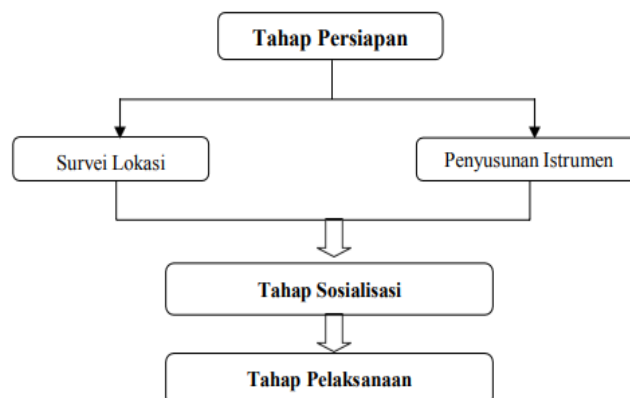 Tahap Persiapan
Survei Lokasi
Penyusunan Istrumen
Tahap Sosialisasi
Tahap Pelaksanaan